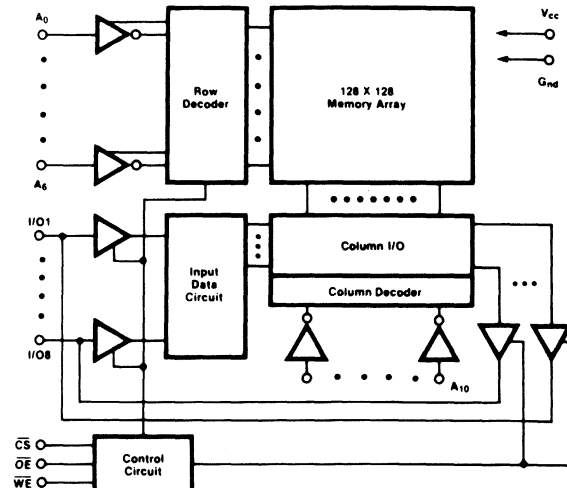 A0
Vcc
Row
Decoder
128 X 128
Memory Array
Gnd
A6
I/O1
Input
Data
Circuit
Column I/O
Column Decoder
I/O8
A10
CS
OE
WE
Control
Circuit